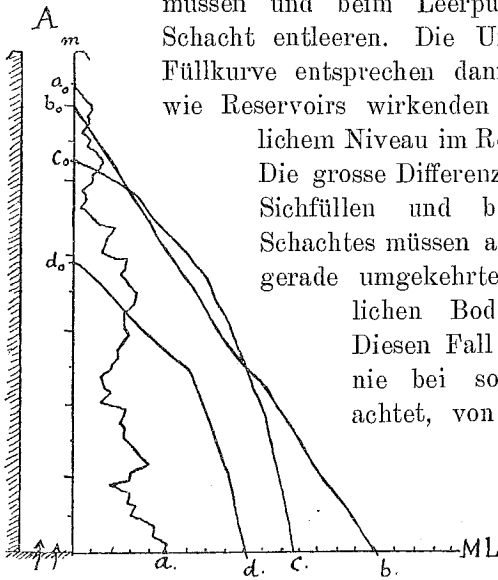 müssen und beim Leerpu
A
m
Schacht entleeren. Die U
Füllkurve entsprechen dann
wie Reservoirs wirkenden
a₀
b₀
lichem Niveau im R
c₀
Die grosse Differenz
Sichfüllen und b
Schachtes müssen a
gerade umgekehrte
d₀
lichen Bod
Diesen Fall
nie bei so
achtet, von
ML
a. d. c. b.